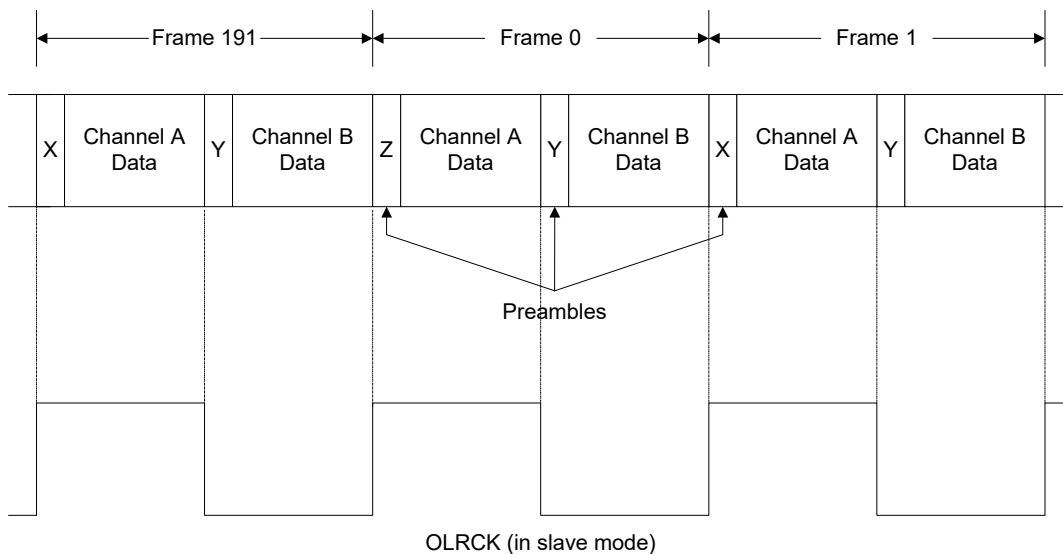 Frame 191
Frame 0
Frame 1
X
Channel A
Data
Y
Channel B
Data
Z
Channel A
Data
Y
Channel B
Data
X
Channel A
Data
Y
Channel B
Data
Preambles
OLRCK (in slave mode)